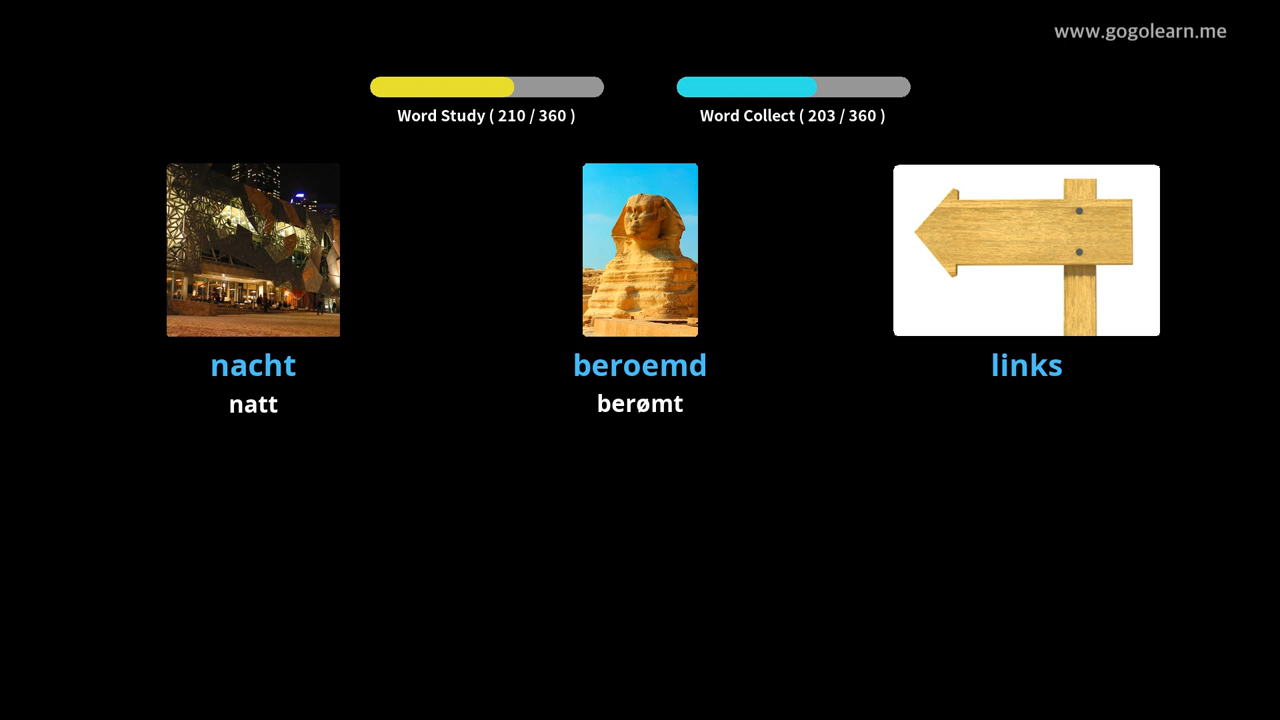 www.gogolearn.me
Word Study ( 210 / 360 )
Word Collect ( 203 / 360 )
nacht
natt
beroemd
berømt
links